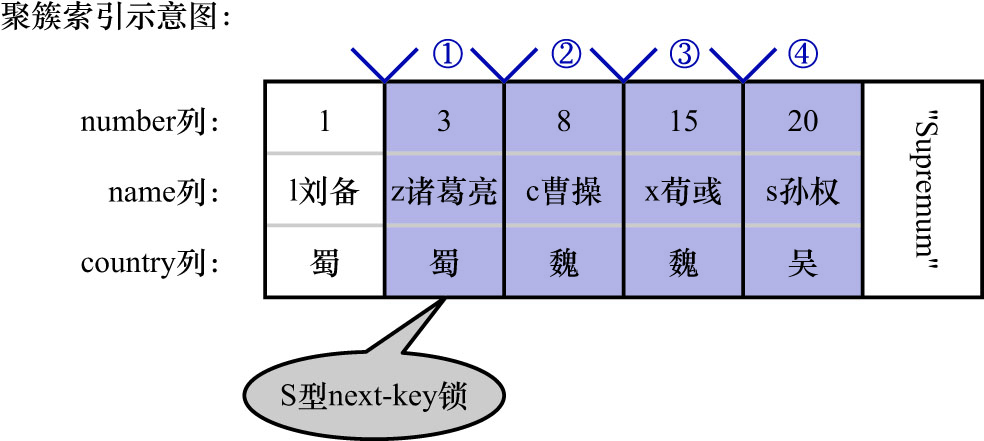 聚簇索引示意图：
① ② ③ ④
number列： 1 3 8 15 20 "Supremum"
name列： l刘备 z诸葛亮 c曹操 x荀彧 s孙权
country列： 蜀 蜀 魏 魏 吴
S型next-key锁